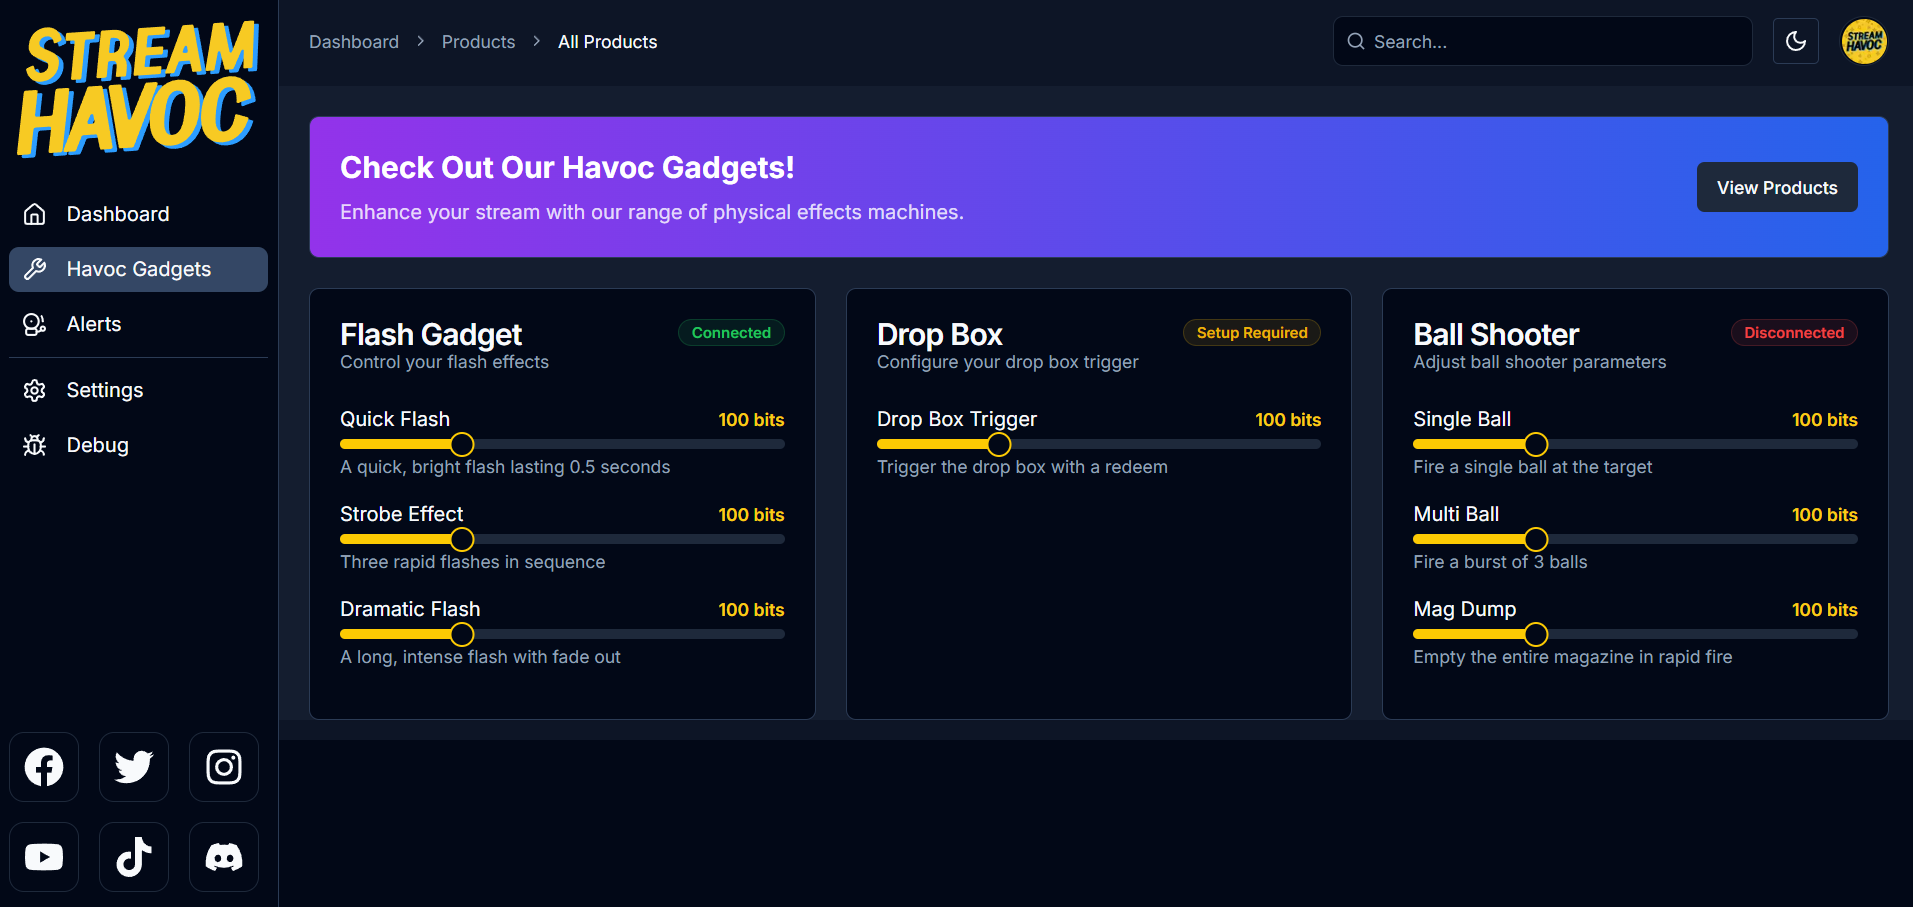 STREAM
HAVOC
Dashboard
Havoc Gadgets
Alerts
Settings
Debug
Dashboard > Products > All Products
Search...
STREAM
HAVOC
Check Out Our Havoc Gadgets!
Enhance your stream with our range of physical effects machines.
View Products
Flash Gadget
Connected
Control your flash effects
Quick Flash 100 bits
A quick, bright flash lasting 0.5 seconds
Strobe Effect 100 bits
Three rapid flashes in sequence
Dramatic Flash 100 bits
A long, intense flash with fade out
Drop Box
Setup Required
Configure your drop box trigger
Drop Box Trigger 100 bits
Trigger the drop box with a redeem
Ball Shooter
Disconnected
Adjust ball shooter parameters
Single Ball 100 bits
Fire a single ball at the target
Multi Ball 100 bits
Fire a burst of 3 balls
Mag Dump 100 bits
Empty the entire magazine in rapid fire